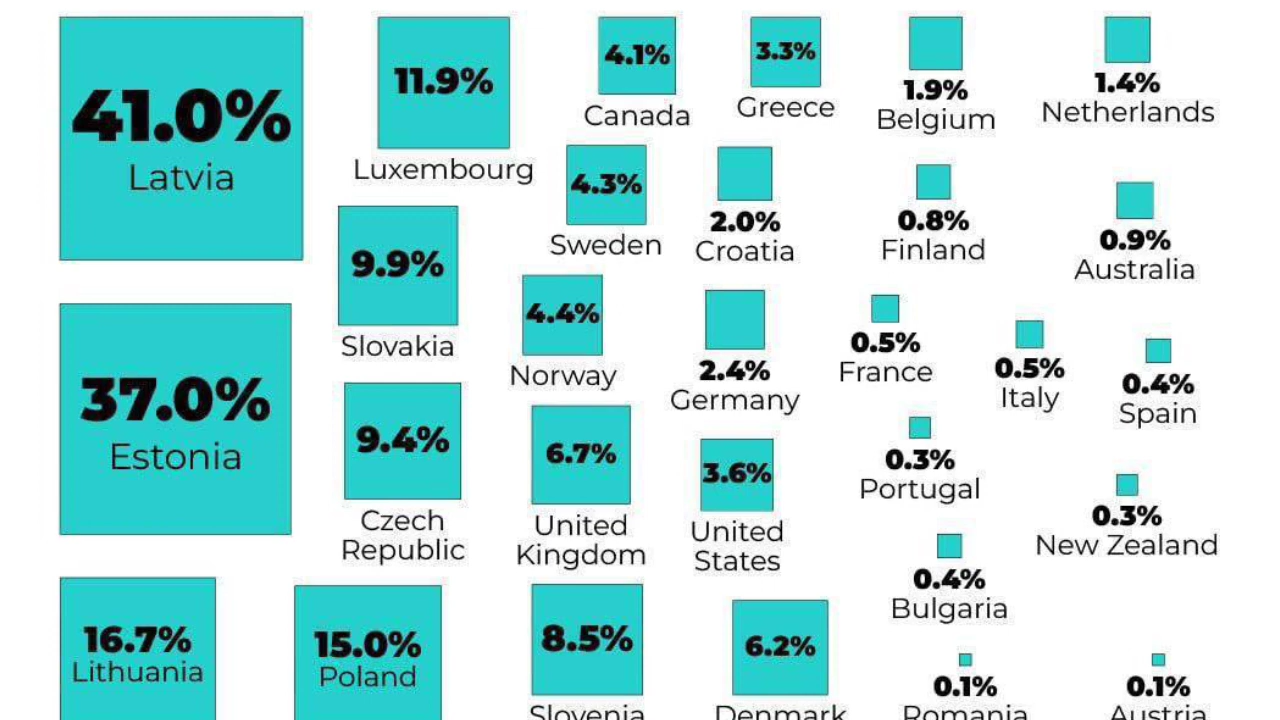 41.0%
Latvia
37.0%
Estonia
16.7%
Lithuania
15.0%
Poland
11.9%
Luxembourg
9.9%
Slovakia
9.4%
Czech
Republic
4.1%
Canada
4.3%
Sweden
4.4%
Norway
6.7%
United
Kingdom
8.5%
Slovenia
3.3%
Greece
2.0%
Croatia
2.4%
Germany
3.6%
United
States
6.2%
Denmark
1.9%
Belgium
0.8%
Finland
0.5%
France
0.3%
Portugal
0.4%
Bulgaria
0.1%
Romania
1.4%
Netherlands
0.9%
Australia
0.5%
Italy
0.4%
Spain
0.3%
New Zealand
0.1%
Austria